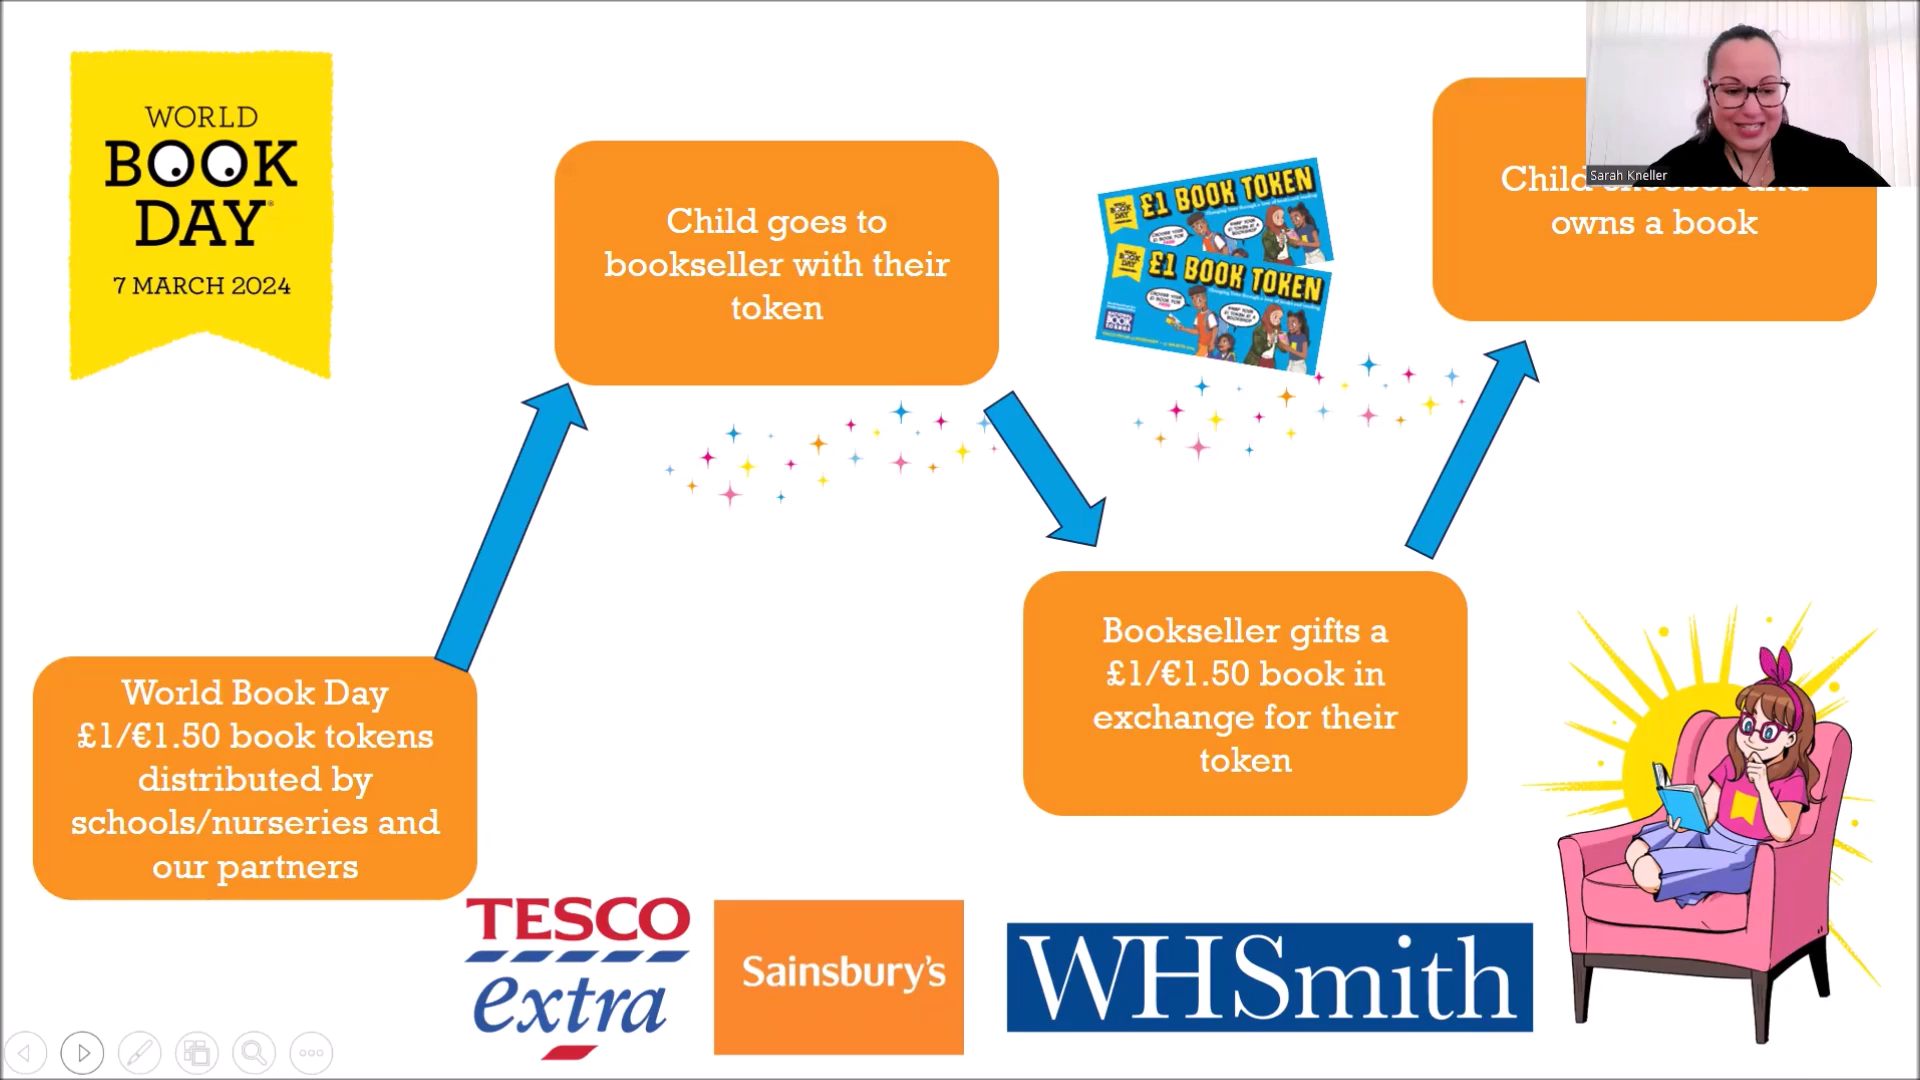 WORLD
BOOK
DAY
7 MARCH 2024
Child goes to
bookseller with their
token
£1 BOOK TOKEN
£1 BOOK TOKEN
Sarah Kneller
Child chooses and
owns a book
World Book Day
£1/€1.50 book tokens
distributed by
schools/nurseries and
our partners
Bookseller gifts a
£1/€1.50 book in
exchange for their
token
TESCO
extra
Sainsbury's
WHSmith